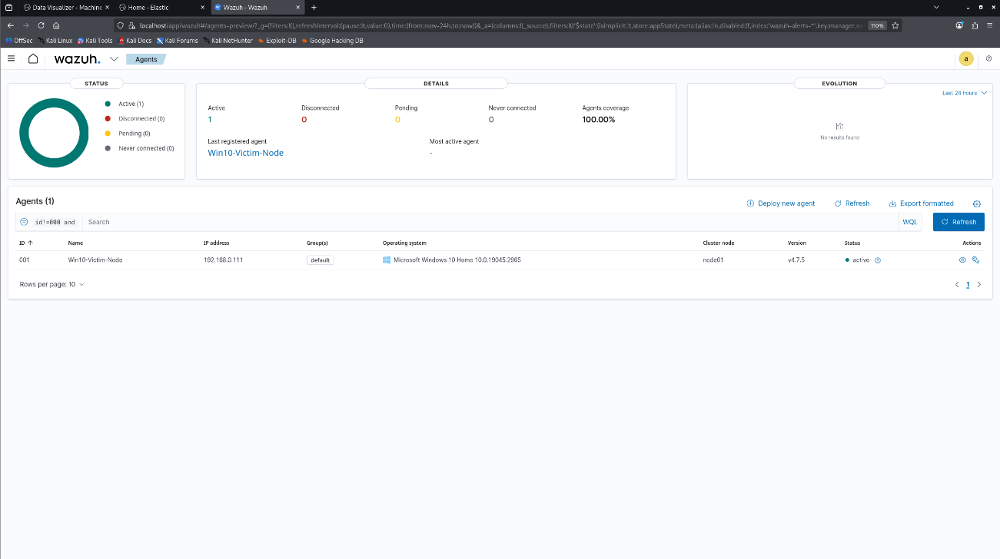 Data Visualizer - Machine
Home - Elastic
Wazuh - Wazuh
localhost/app/wazuh#/agents-preview/?_g=(filters:!(),refreshInterval:(pause:!t,value:0),time:(from:now-24h,to:now))&_a=(columns:!(_source),filters:!(('$state':(isImplicit:!t,store:appState),meta:(alias:!n,disabled:!f,index:'wazuh-alerts-*',key:manager.na
110%
OffSec Kali Linux Kali Tools Kali Docs Kali Forums Kali NetHunter Exploit-DB Google Hacking DB
wazuh. Agents a
STATUS
Active (1)
Disconnected (0)
Pending (0)
Never connected (0)
DETAILS
Active Disconnected Pending Never connected Agents coverage
1 0 0 0 100.00%
Last registered agent Most active agent
Win10-Victim-Node -
EVOLUTION
Last 24 hours
No results found
Agents (1)
Deploy new agent Refresh Export formatted
id!=000 and Search WQL Refresh
ID Name IP address Group(s) Operating system Cluster node Version Status Actions
001 Win10-Victim-Node 192.168.0.111 default Microsoft Windows 10 Home 10.0.19045.2965 node01 v4.7.5 active
Rows per page: 10 1